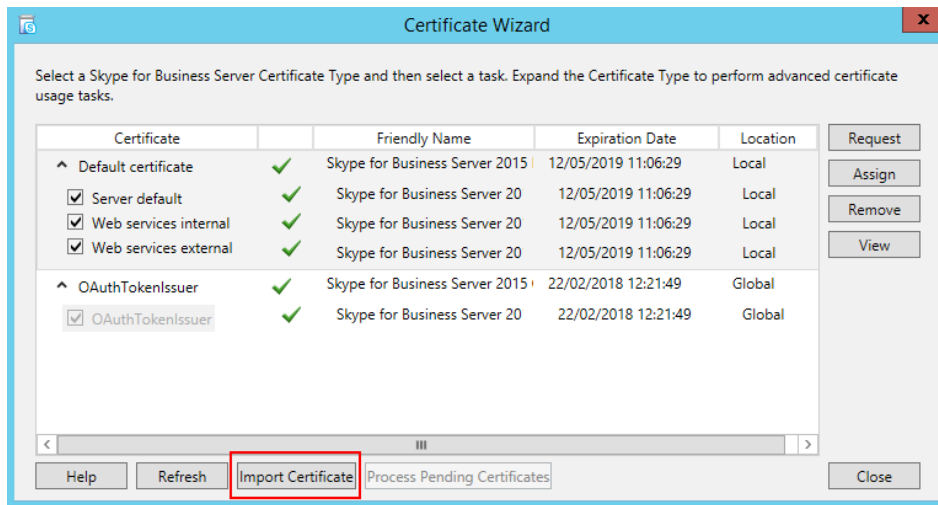 Certificate Wizard
x
Select a Skype for Business Server Certificate Type and then select a task. Expand the Certificate Type to perform advanced certificate
usage tasks.
Certificate Friendly Name Expiration Date Location
Default certificate Skype for Business Server 2015 12/05/2019 11:06:29 Local
Server default Skype for Business Server 20 12/05/2019 11:06:29 Local
Web services internal Skype for Business Server 20 12/05/2019 11:06:29 Local
Web services external Skype for Business Server 20 12/05/2019 11:06:29 Local
OAuthTokenIssuer Skype for Business Server 2015 22/02/2018 12:21:49 Global
OAuthTokenIssuer Skype for Business Server 20 22/02/2018 12:21:49 Global
Request
Assign
Remove
View
Help Refresh Import Certificate Process Pending Certificates Close